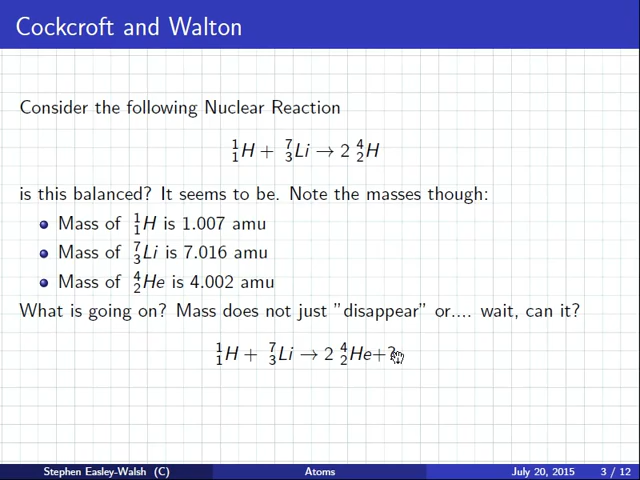 Cockcroft and Walton
Consider the following Nuclear Reaction
¹₁H + ⁷₃Li → 2 ⁴₂H
is this balanced? It seems to be. Note the masses though:
Mass of ¹₁H is 1.007 amu
Mass of ⁷₃Li is 7.016 amu
Mass of ⁴₂He is 4.002 amu
What is going on? Mass does not just "disappear" or.... wait, can it?
¹₁H + ⁷₃Li → 2 ⁴₂He+?
Stephen Easley-Walsh (C) Atoms July 20, 2015 3 / 12